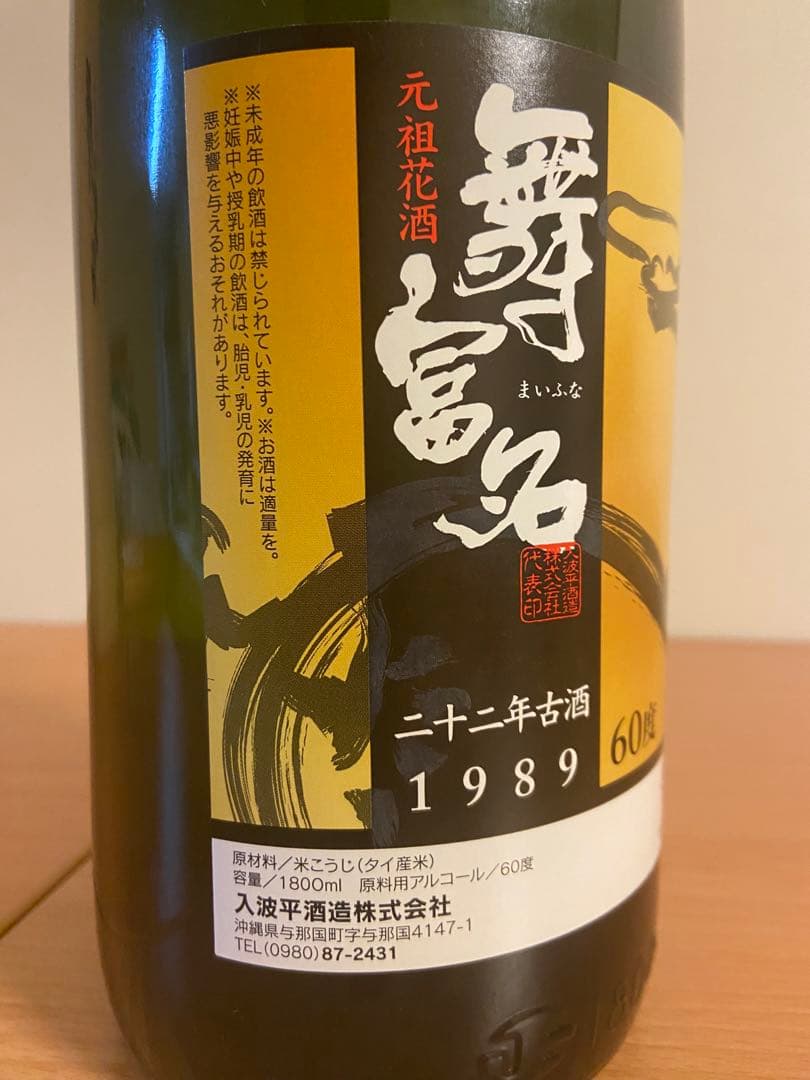 元祖花酒
舞富名
まいふな
入波平酒造
株式会社
代表印
二十二年古酒
1989
60度
※未成年の飲酒は禁じられています。※お酒は適量を。
※妊娠中や授乳期の飲酒は、胎児・乳児の発育に
悪影響を与えるおそれがあります。
原材料／米こうじ(タイ産米)
容量／1800ml 原料用アルコール／60度
入波平酒造株式会社
沖縄県与那国町字与那国4147-1
TEL(0980)87-2431